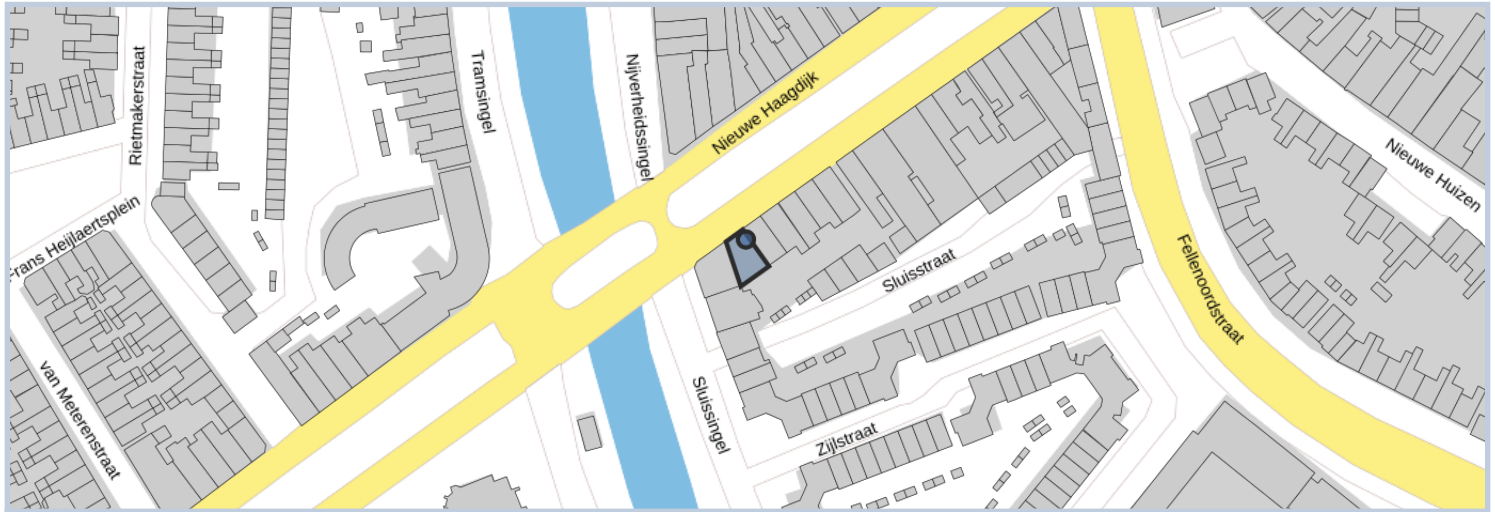 Rietmakerstraat
Tramsingel
Nijverheidssingel
Nieuwe Haagdijk
Nieuwe Huizen
Frans Heijlaertsplein
Sluisstraat
Fellenoordstraat
van Meterenstraat
Sluissingel
Zijlstraat